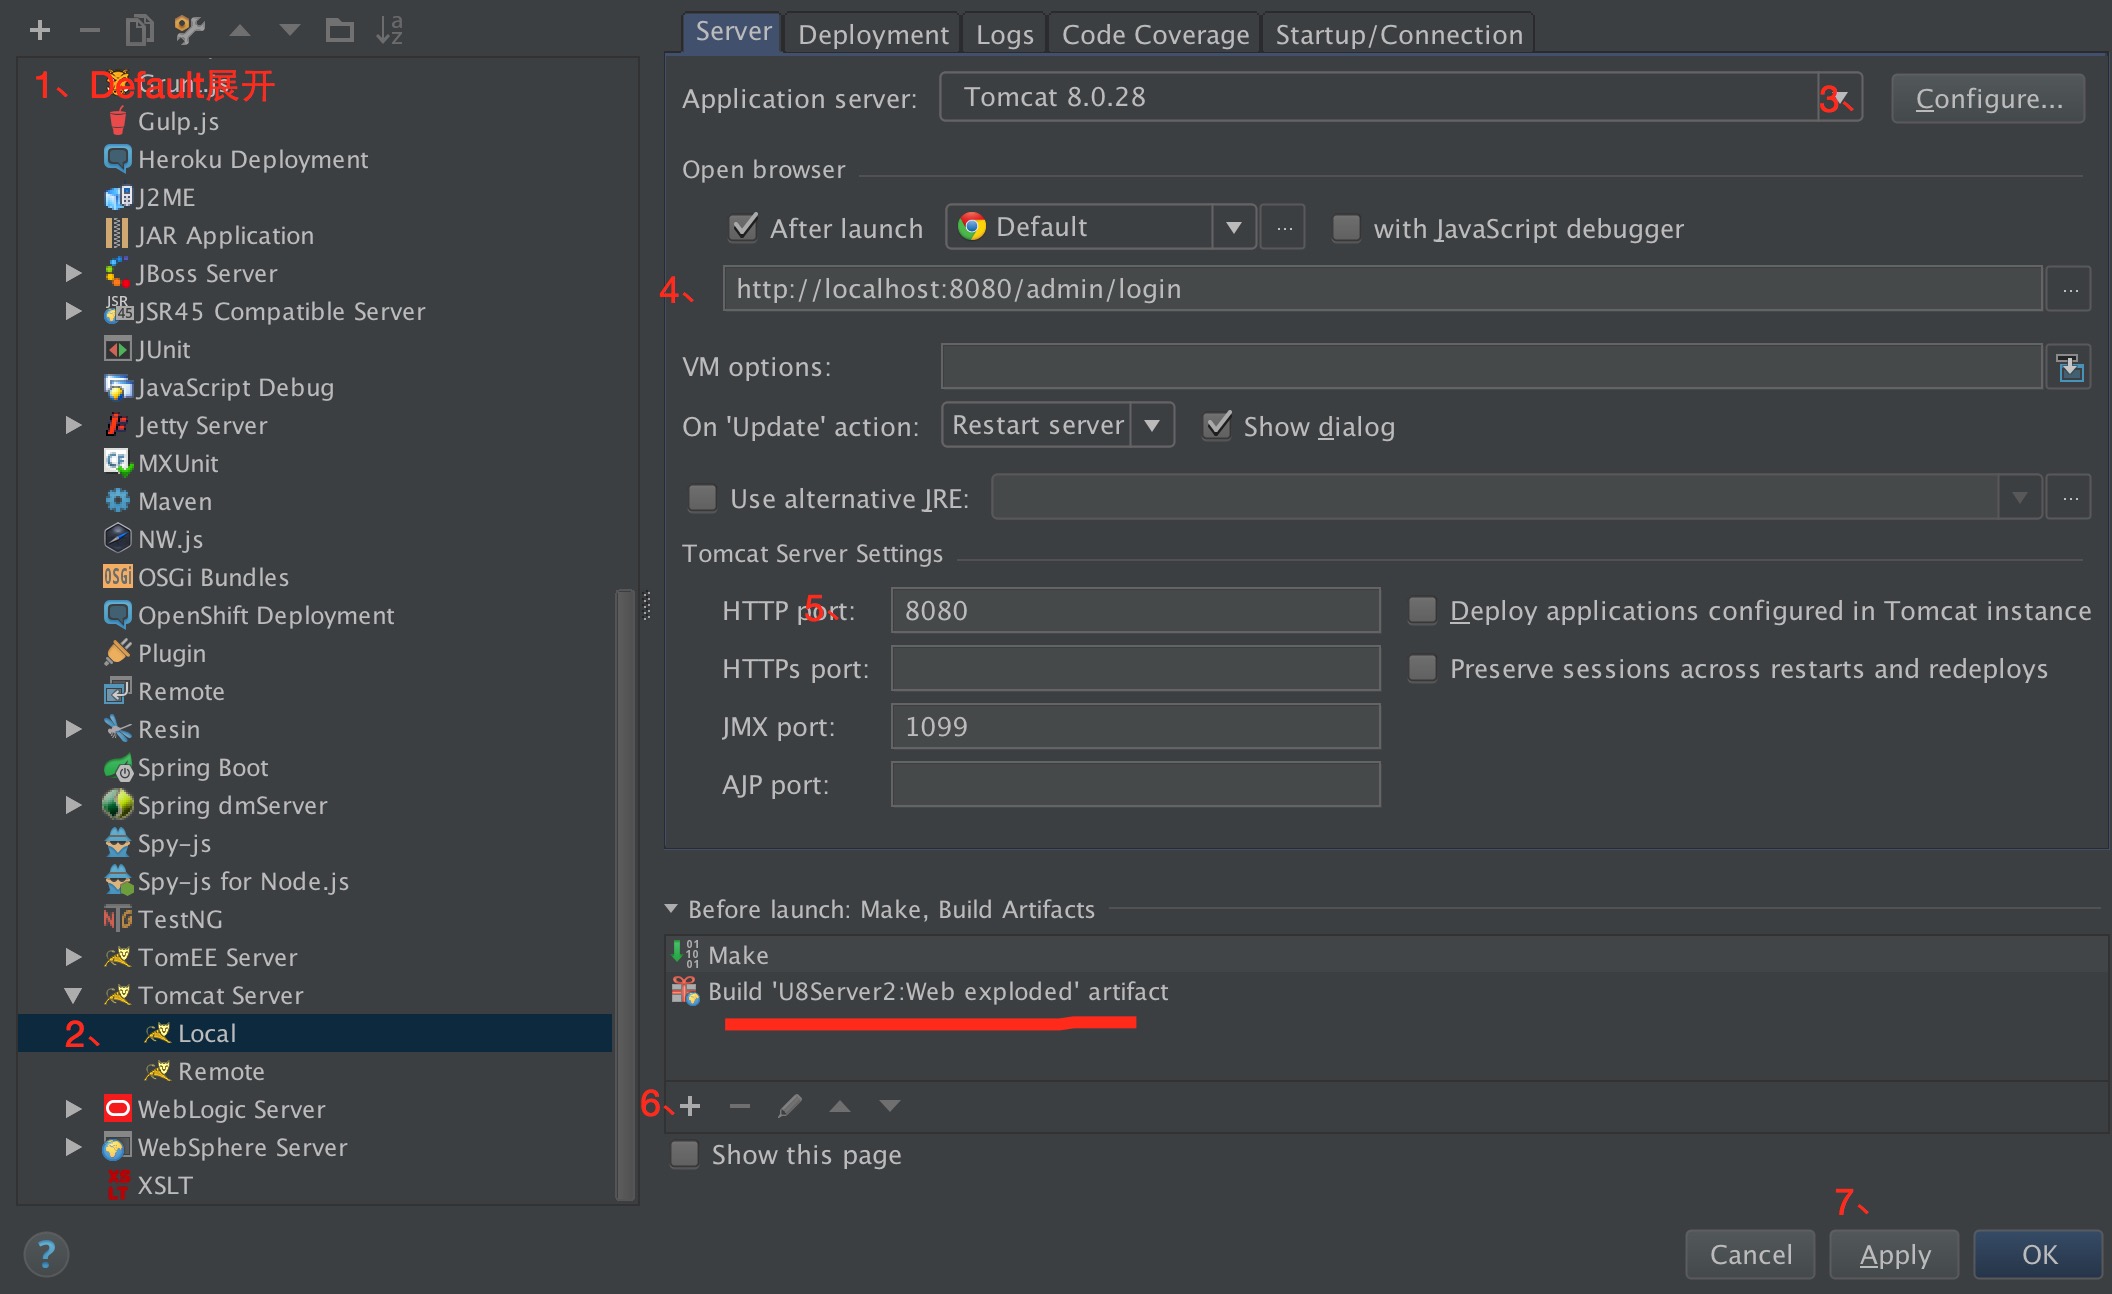 1、Default展开
Grunt.js
Gulp.js
Heroku Deployment
J2ME
JAR Application
JBoss Server
JSR45 Compatible Server
JUnit
JavaScript Debug
Jetty Server
MXUnit
Maven
NW.js
OSGi Bundles
OpenShift Deployment
Plugin
Remote
Resin
Spring Boot
Spring dmServer
Spy-js
Spy-js for Node.js
TestNG
TomEE Server
Tomcat Server
2、 Local
Remote
WebLogic Server
WebSphere Server
XSLT
Server Deployment Logs Code Coverage Startup/Connection
Application server: Tomcat 8.0.28 3、 Configure...
Open browser
After launch Default ... with JavaScript debugger
4、 http://localhost:8080/admin/login ...
VM options:
On 'Update' action: Restart server Show dialog
Use alternative JRE: ...
Tomcat Server Settings
HTTP port: 5、 8080 Deploy applications configured in Tomcat instance
HTTPs port: Preserve sessions across restarts and redeploys
JMX port: 1099
AJP port:
Before launch: Make, Build Artifacts
Make
Build 'U8Server2:Web exploded' artifact
6、
Show this page
7、
? Cancel Apply OK